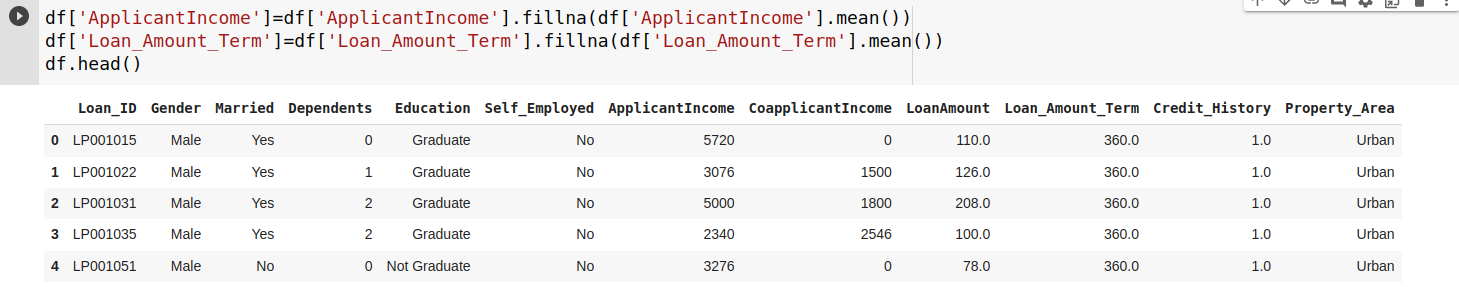 df['ApplicantIncome']=df['ApplicantIncome'].fillna(df['ApplicantIncome'].mean())
df['Loan_Amount_Term']=df['Loan_Amount_Term'].fillna(df['Loan_Amount_Term'].mean())
df.head()
Loan_ID Gender Married Dependents Education Self_Employed ApplicantIncome CoapplicantIncome LoanAmount Loan_Amount_Term Credit_History Property_Area
0 LP001015 Male Yes 0 Graduate No 5720 0 110.0 360.0 1.0 Urban
1 LP001022 Male Yes 1 Graduate No 3076 1500 126.0 360.0 1.0 Urban
2 LP001031 Male Yes 2 Graduate No 5000 1800 208.0 360.0 1.0 Urban
3 LP001035 Male Yes 2 Graduate No 2340 2546 100.0 360.0 1.0 Urban
4 LP001051 Male No 0 Not Graduate No 3276 0 78.0 360.0 1.0 Urban